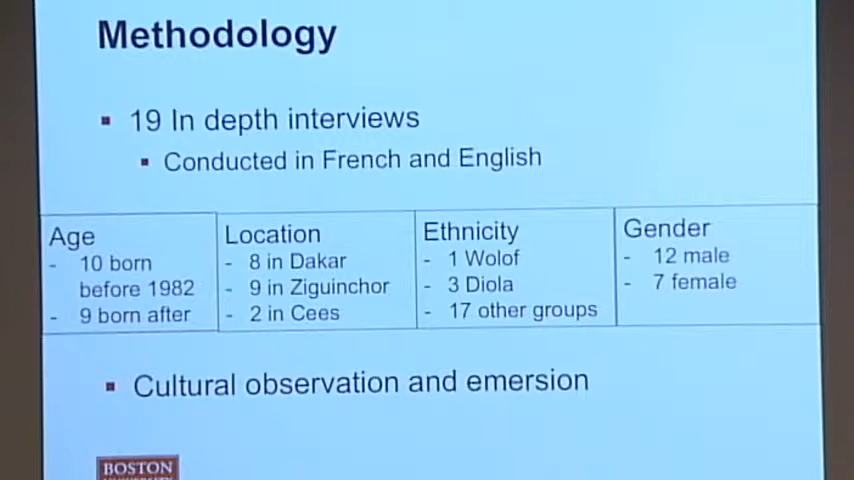 Methodology
▪ 19 In depth interviews
▪ Conducted in French and English
Age
- 10 born
before 1982
- 9 born after
Location
- 8 in Dakar
- 9 in Ziguinchor
- 2 in Cees
Ethnicity
- 1 Wolof
- 3 Diola
- 17 other groups
Gender
- 12 male
- 7 female
▪ Cultural observation and emersion
BOSTON